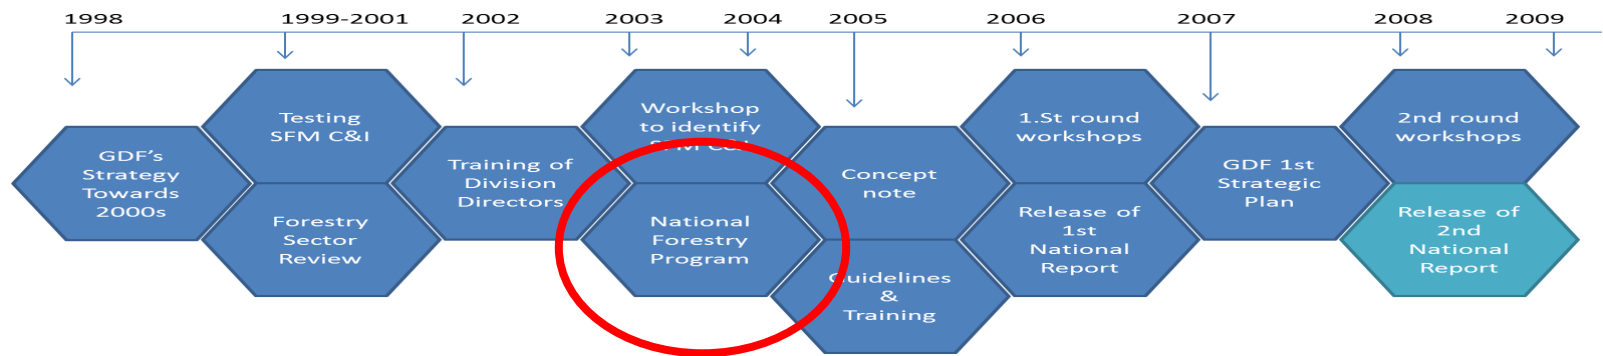 1998 1999-2001 2002 2003 2004 2005 2006 2007 2008 2009
GDF's
Strategy
Towards
2000s
Testing
SFM C&I
Forestry
Sector
Review
Training of
Division
Directors
Workshop
to identify
SFM C&I
National
Forestry
Program
Concept
note
Guidelines
&
Training
1.St round
workshops
Release of
1st
National
Report
GDF 1st
Strategic
Plan
2nd round
workshops
Release of
2nd
National
Report